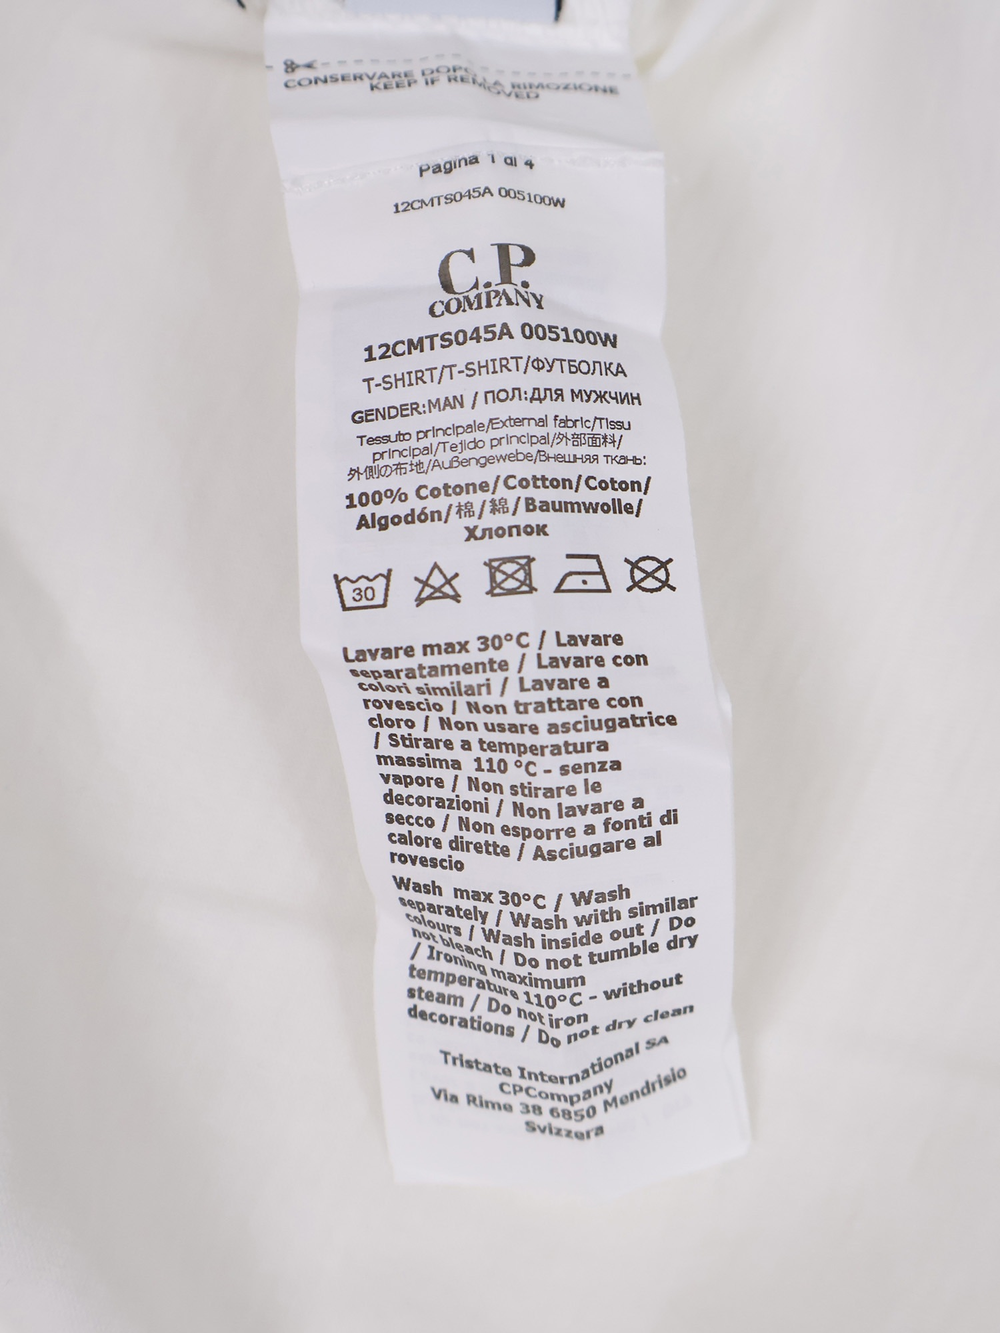 CONSERVARE DOPO LA RIMOZIONE
KEEP IF REMOVED
Pagina 1 di 4
12CMTS045A 005100W
C.P.
COMPANY
12CMTS045A 005100W
T-SHIRT/T-SHIRT/ФУТБОЛКА
GENDER:MAN / ПОЛ:ДЛЯ МУЖЧИН
Tessuto principale/External fabric/Tissu
principal/Tejido principal/外部面料/
外側の布地/Außengewebe/Внешняя ткань:
100% Cotone/Cotton/Coton/
Algodón/棉/綿/Baumwolle/
Хлопок
30
Lavare max 30°C / Lavare
separatamente / Lavare con
colori similari / Lavare a
rovescio / Non trattare con
cloro / Non usare asciugatrice
/ Stirare a temperatura
massima 110 °C - senza
vapore / Non stirare le
decorazioni / Non lavare a
secco / Non esporre a fonti di
calore dirette / Asciugare al
rovescio
Wash max 30°C / Wash
separately / Wash with similar
colours / Wash inside out / Do
not bleach / Do not tumble dry
/ Ironing maximum
temperature 110°C - without
steam / Do not iron
decorations / Do not dry clean
Tristate International SA
CPCompany
Via Rime 38 6850 Mendrisio
Svizzera